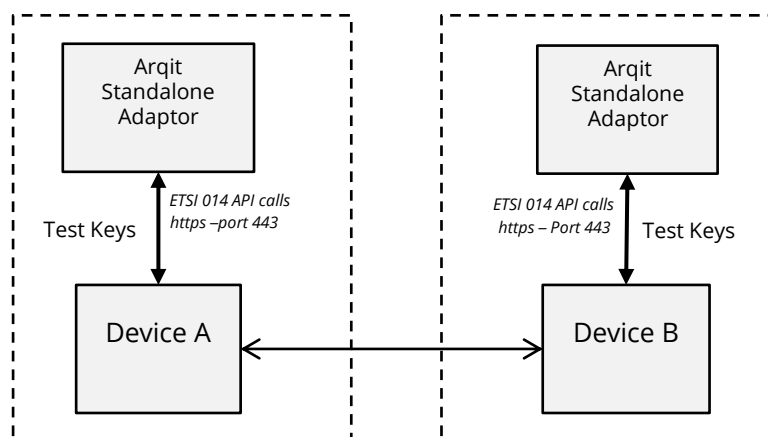 Arqit
Standalone
Adaptor
ETSI 014 API calls
https –port 443
Test Keys
Device A
Arqit
Standalone
Adaptor
ETSI 014 API calls
https – Port 443
Test Keys
Device B